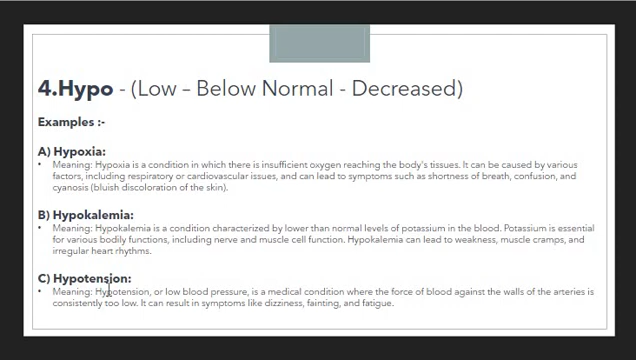 4.Hypo - (Low – Below Normal - Decreased)
Examples :-
A) Hypoxia:
• Meaning: Hypoxia is a condition in which there is insufficient oxygen reaching the body's tissues. It can be caused by various
factors, including respiratory or cardiovascular issues, and can lead to symptoms such as shortness of breath, confusion, and
cyanosis (bluish discoloration of the skin).
B) Hypokalemia:
• Meaning: Hypokalemia is a condition characterized by lower than normal levels of potassium in the blood. Potassium is essential
for various bodily functions, including nerve and muscle cell function. Hypokalemia can lead to weakness, muscle cramps, and
irregular heart rhythms.
C) Hypotension:
• Meaning: Hypotension, or low blood pressure, is a medical condition where the force of blood against the walls of the arteries is
consistently too low. It can result in symptoms like dizziness, fainting, and fatigue.